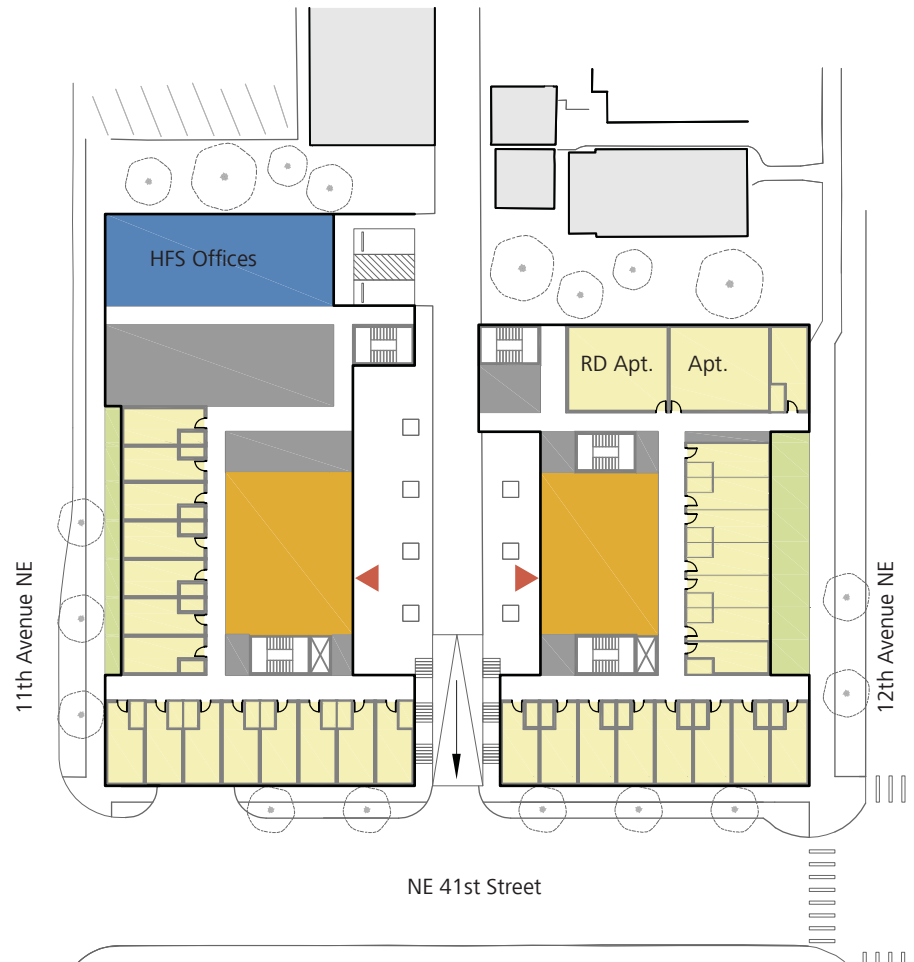 HFS Offices
RD Apt.
Apt.
11th Avenue NE
12th Avenue NE
NE 41st Street